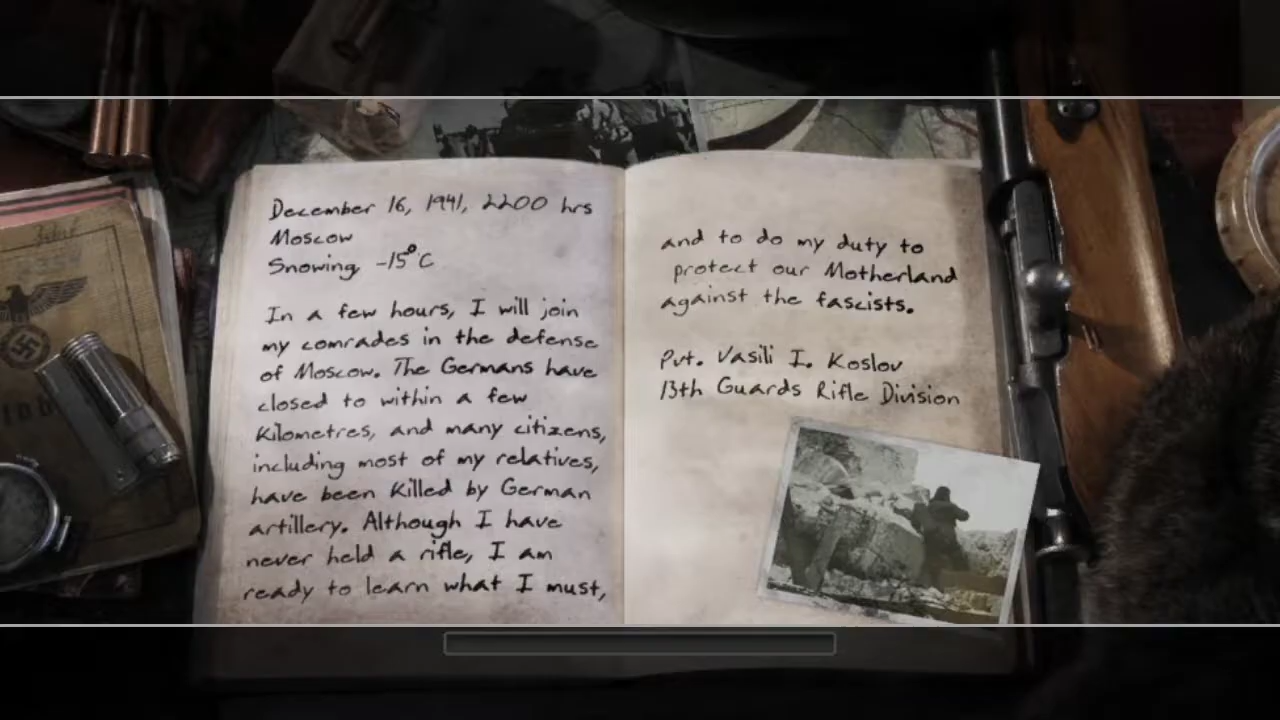 December 16, 1941, 2200 hrs
Moscow
Snowing, -15°C
In a few hours, I will join
my comrades in the defense
of Moscow. The Germans have
closed to within a few
kilometres, and many citizens,
including most of my relatives,
have been killed by German
artillery. Although I have
never held a rifle, I am
ready to learn what I must,
and to do my duty to
protect our Motherland
against the fascists.
Pvt. Vasili I. Koslov
13th Guards Rifle Division